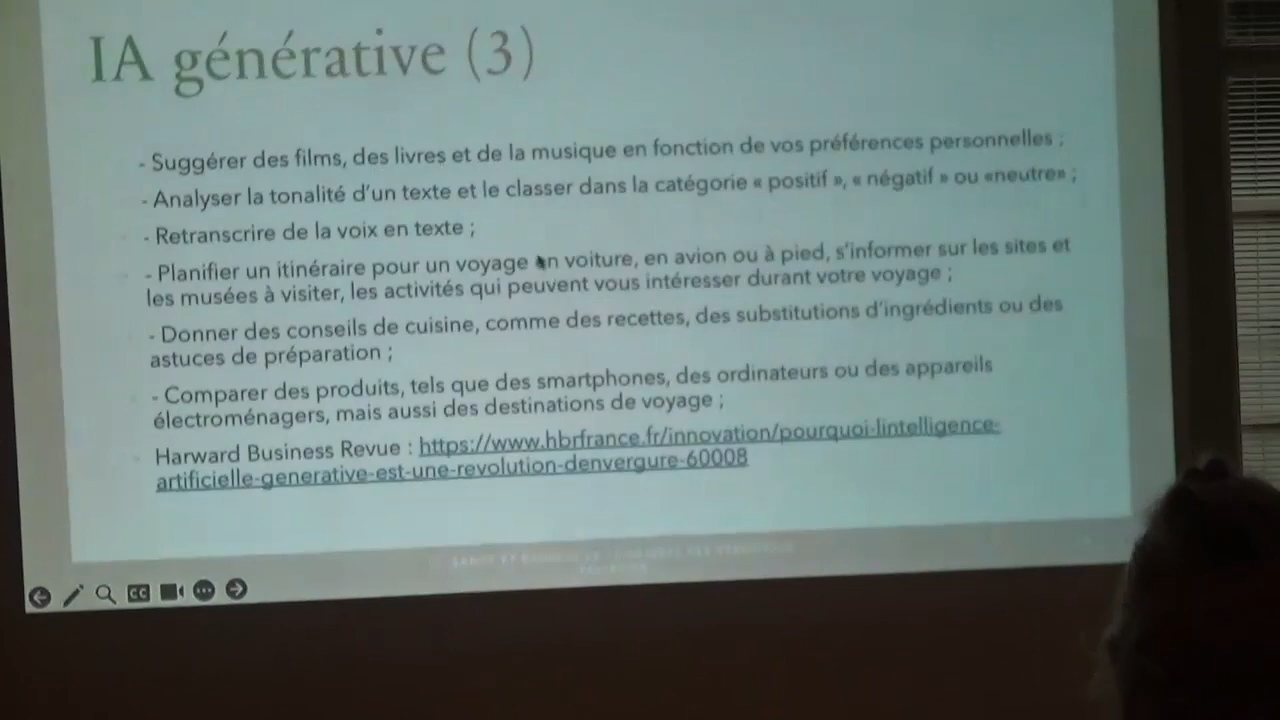 IA générative (3)
- Suggérer des films, des livres et de la musique en fonction de vos préférences personnelles ;
- Analyser la tonalité d'un texte et le classer dans la catégorie « positif », « négatif » ou «neutre» ;
- Retranscrire de la voix en texte ;
- Planifier un itinéraire pour un voyage en voiture, en avion ou à pied, s'informer sur les sites et
les musées à visiter, les activités qui peuvent vous intéresser durant votre voyage ;
- Donner des conseils de cuisine, comme des recettes, des substitutions d'ingrédients ou des
astuces de préparation ;
- Comparer des produits, tels que des smartphones, des ordinateurs ou des appareils
électroménagers, mais aussi des destinations de voyage ;
Harward Business Revue : https://www.hbrfrance.fr/innovation/pourquoi-lintelligence-
artificielle-generative-est-une-revolution-denvergure-60008
CC